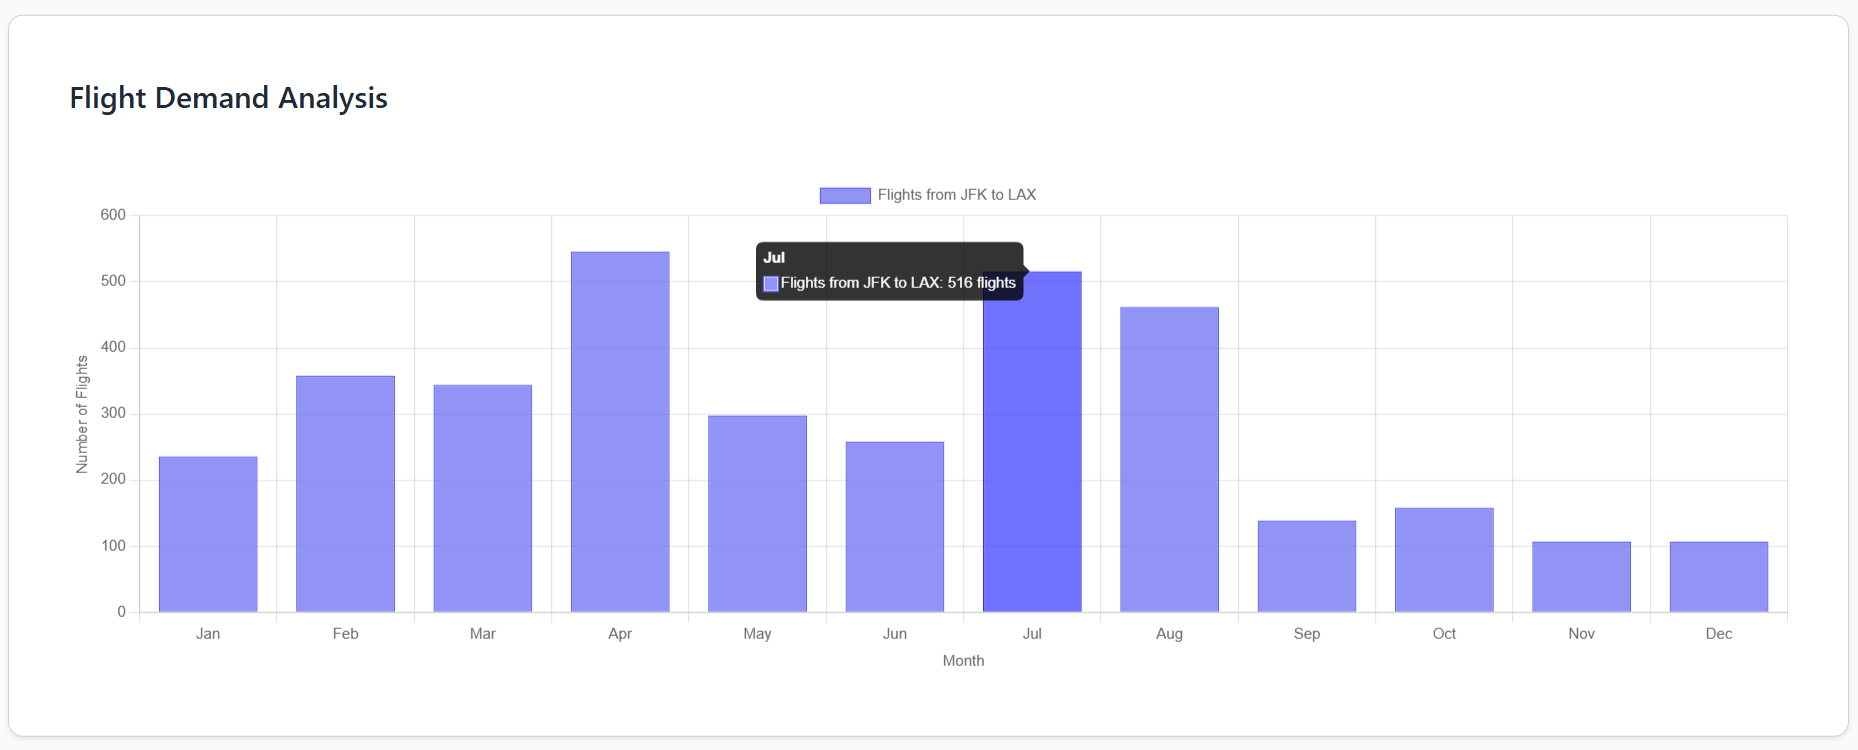 Flight Demand Analysis
Flights from JFK to LAX
600
500
400
300
200
100
0
Number of Flights
Jul
Flights from JFK to LAX: 516 flights
Jan Feb Mar Apr May Jun Jul Aug Sep Oct Nov Dec
Month